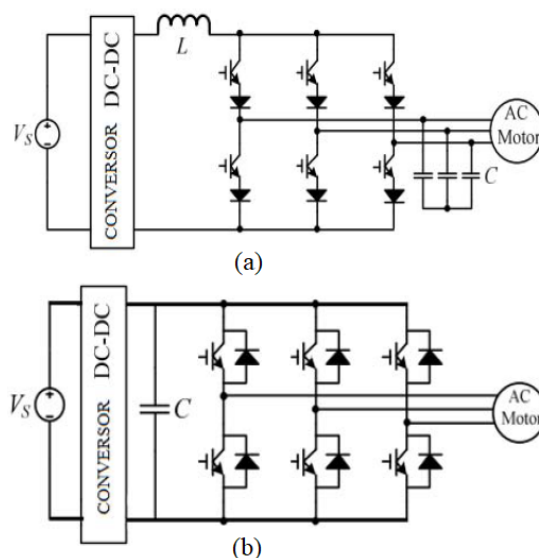 L
V_S
CONVERSOR DC-DC
AC
Motor
C
(a)
V_S
CONVERSOR DC-DC
C
AC
Motor
(b)